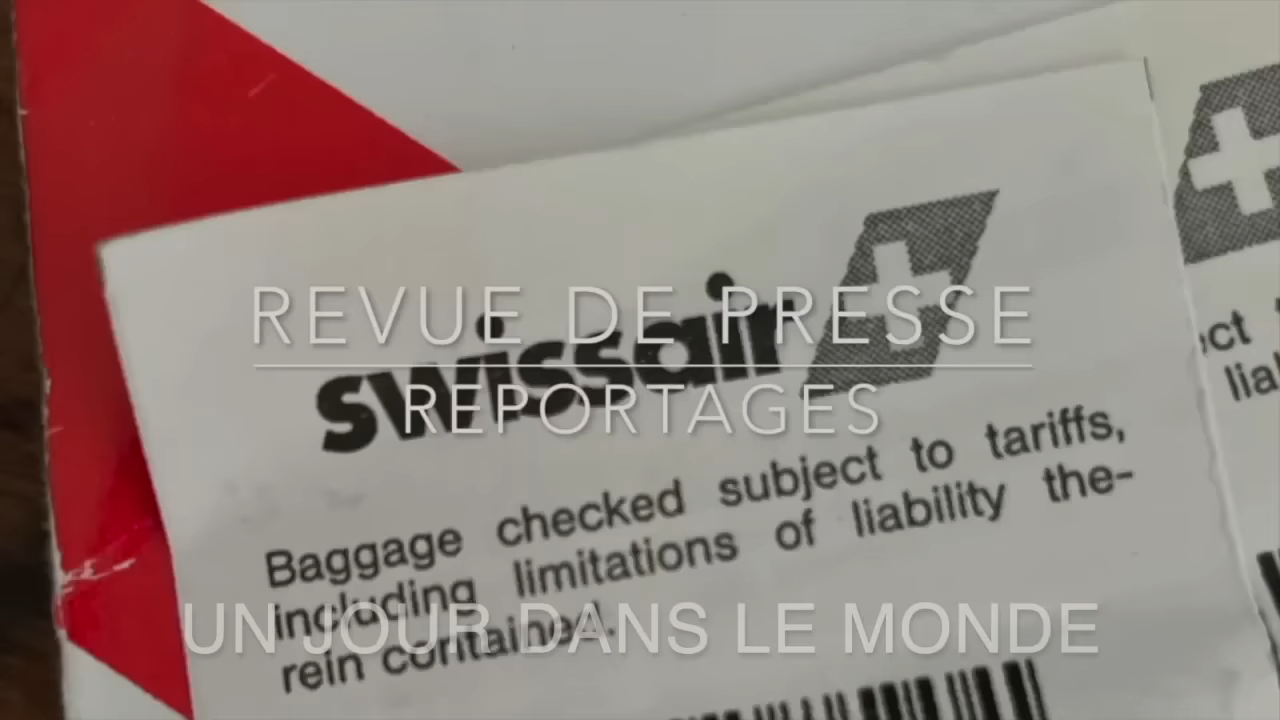 REVUE DE PRESSE
swissair
REPORTAGES
Baggage checked subject to tariffs,
including limitations of liability the-
rein contained.
UN JOUR DANS LE MONDE
ct
lia